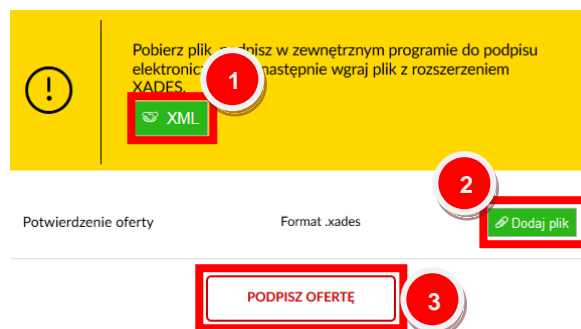 Pobierz plik podpisz w zewnętrznym programie do podpisu
następnie wgraj plik z rozszerzeniem
XADES.
1
XML
2
Potwierdzenie oferty Format .xades Dodaj plik
PODPISZ OFERTĘ
3